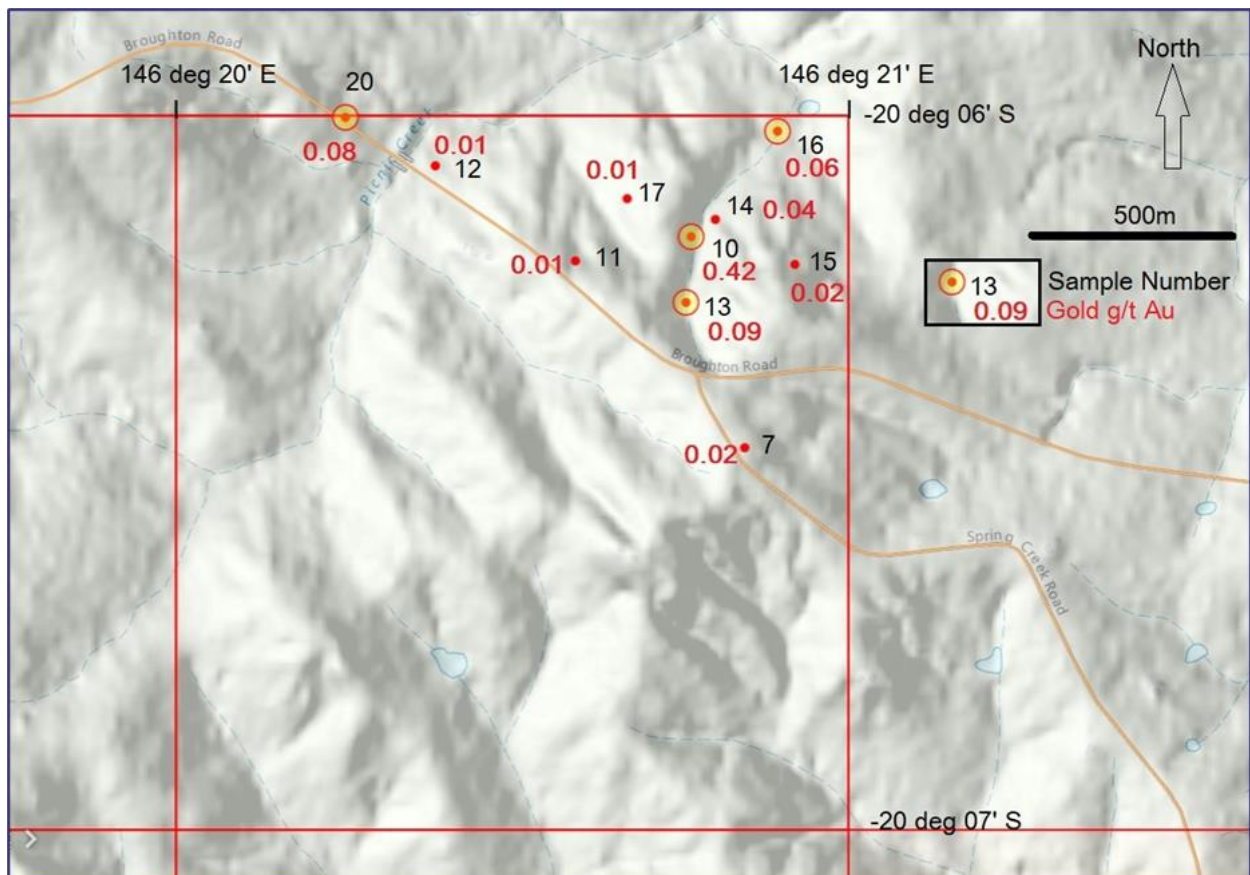 Broughton Road
146 deg 20' E
20
146 deg 21' E
North
-20 deg 06' S
0.08
Picnic Creek
0.01
12
0.01
17
16
0.06
14
0.04
500m
11
0.01
10
0.42
15
0.02
13
0.09
13
0.09
Sample Number
Gold g/t Au
Broughton Road
7
0.02
Spring Creek Road
-20 deg 07' S